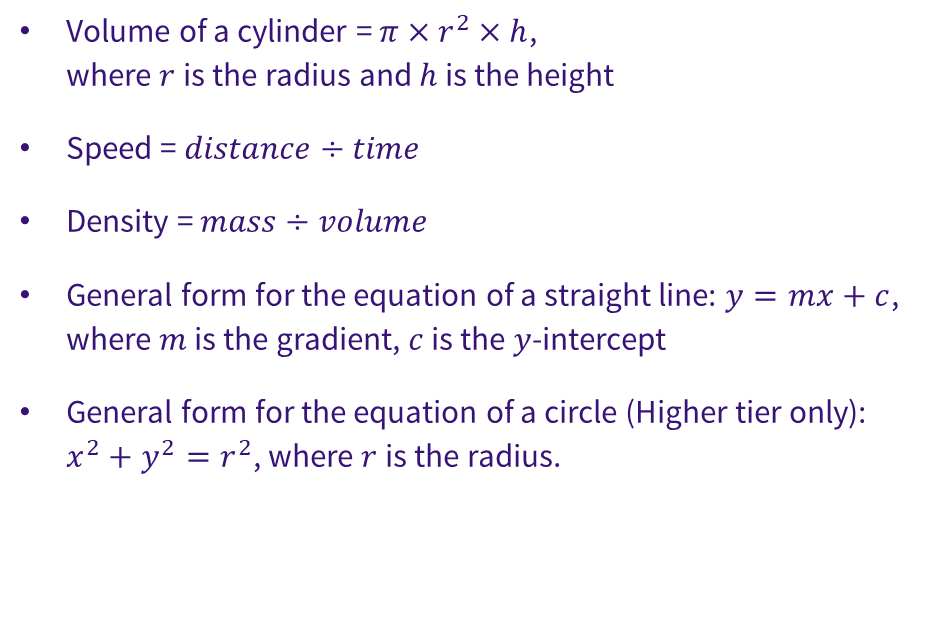 • Volume of a cylinder = 𝜋 × 𝑟² × ℎ,
where 𝑟 is the radius and ℎ is the height
• Speed = 𝑑𝑖𝑠𝑡𝑎𝑛𝑐𝑒 ÷ 𝑡𝑖𝑚𝑒
• Density = 𝑚𝑎𝑠𝑠 ÷ 𝑣𝑜𝑙𝑢𝑚𝑒
• General form for the equation of a straight line: 𝑦 = 𝑚𝑥 + 𝑐,
where 𝑚 is the gradient, 𝑐 is the 𝑦-intercept
• General form for the equation of a circle (Higher tier only):
𝑥² + 𝑦² = 𝑟², where 𝑟 is the radius.